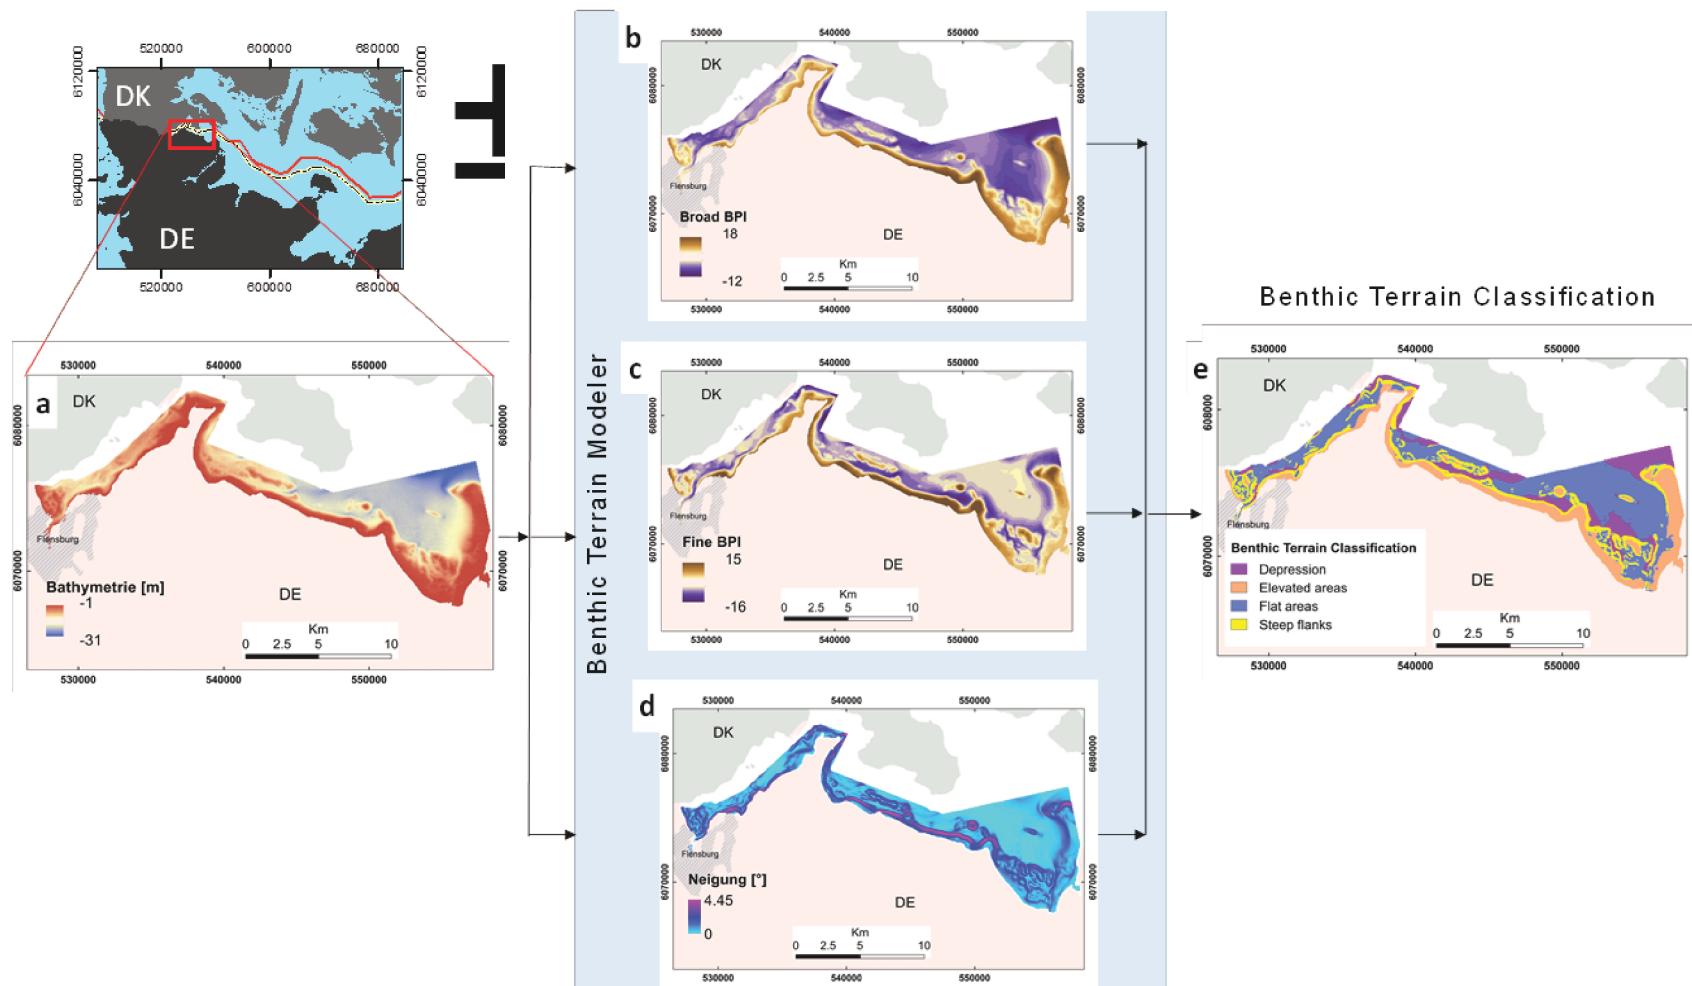 520000 600000 680000
6120000 6120000
DK
6040000 6040000
DE
520000 600000 680000
530000 540000 550000
a
DK
6080000 6080000
Flensburg
6070000 6070000
Bathymetrie [m]
-1
-31
DE
Km
0 2.5 5 10
530000 540000 550000
Benthic Terrain Modeler
b
530000 540000 550000
DK
6080000 6080000
Flensburg
6070000 6070000
Broad BPI
18
-12
DE
Km
0 2.5 5 10
530000 540000 550000
c
530000 540000 550000
DK
6080000 6080000
Flensburg
6070000 6070000
Fine BPI
15
-16
DE
Km
0 2.5 5 10
530000 540000 550000
d
530000 540000 550000
DK
6080000 6080000
Flensburg
6070000 6070000
Neigung [°]
4.45
0
DE
Km
0 2.5 5 10
530000 540000 550000
Benthic Terrain Classification
e
530000 540000 550000
DK
6080000 6080000
Flensburg
6070000 6070000
Benthic Terrain Classification
Depression
Elevated areas
Flat areas
Steep flanks
DE
Km
0 2.5 5 10
530000 540000 550000